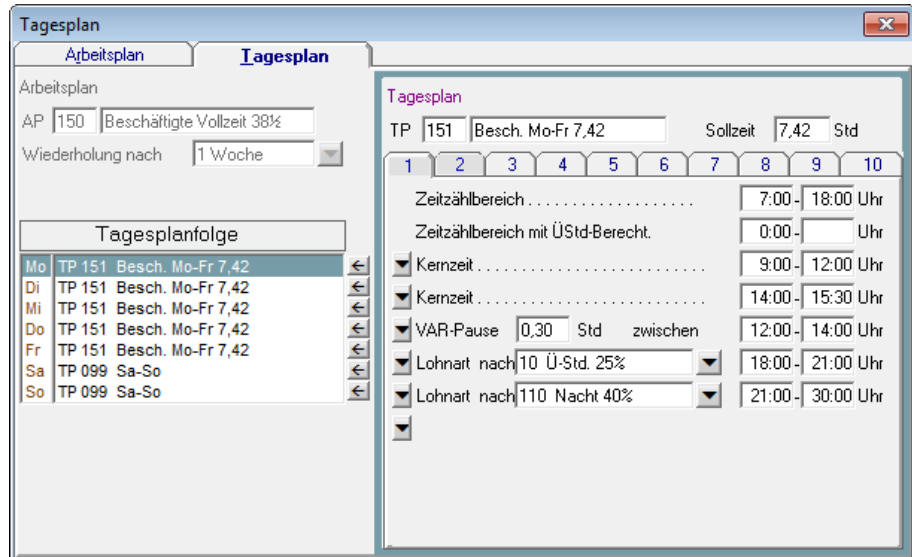 Tagesplan
Arbeitsplan Tagesplan
Arbeitsplan
AP 150 Beschäftigte Vollzeit 38½
Wiederholung nach 1 Woche
Tagesplanfolge
Mo TP 151 Besch. Mo-Fr 7,42
Di TP 151 Besch. Mo-Fr 7,42
Mi TP 151 Besch. Mo-Fr 7,42
Do TP 151 Besch. Mo-Fr 7,42
Fr TP 151 Besch. Mo-Fr 7,42
Sa TP 099 Sa-So
So TP 099 Sa-So
Tagesplan
TP 151 Besch. Mo-Fr 7,42 Sollzeit 7,42 Std
1 2 3 4 5 6 7 8 9 10
Zeitzählbereich . . . . . . . . . . . . . . . . . . . 7:00 - 18:00 Uhr
Zeitzählbereich mit ÜStd-Berecht. 0:00 - Uhr
Kernzeit . . . . . . . . . . . . . . . . . . . . . . . . . 9:00 - 12:00 Uhr
Kernzeit . . . . . . . . . . . . . . . . . . . . . . . . . 14:00 - 15:30 Uhr
VAR-Pause 0,30 Std zwischen 12:00 - 14:00 Uhr
Lohnart nach 10 Ü-Std. 25% 18:00 - 21:00 Uhr
Lohnart nach 110 Nacht 40% 21:00 - 30:00 Uhr